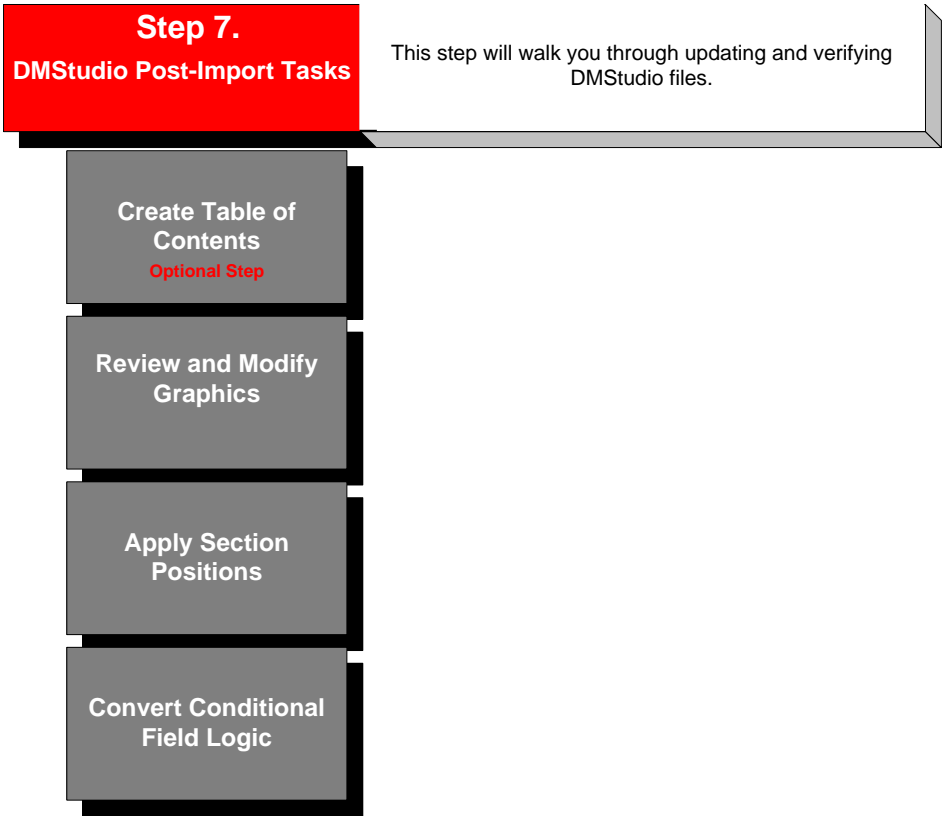 Step 7.
DMStudio Post-Import Tasks
This step will walk you through updating and verifying
DMStudio files.
Create Table of
Contents
Optional Step
Review and Modify
Graphics
Apply Section
Positions
Convert Conditional
Field Logic